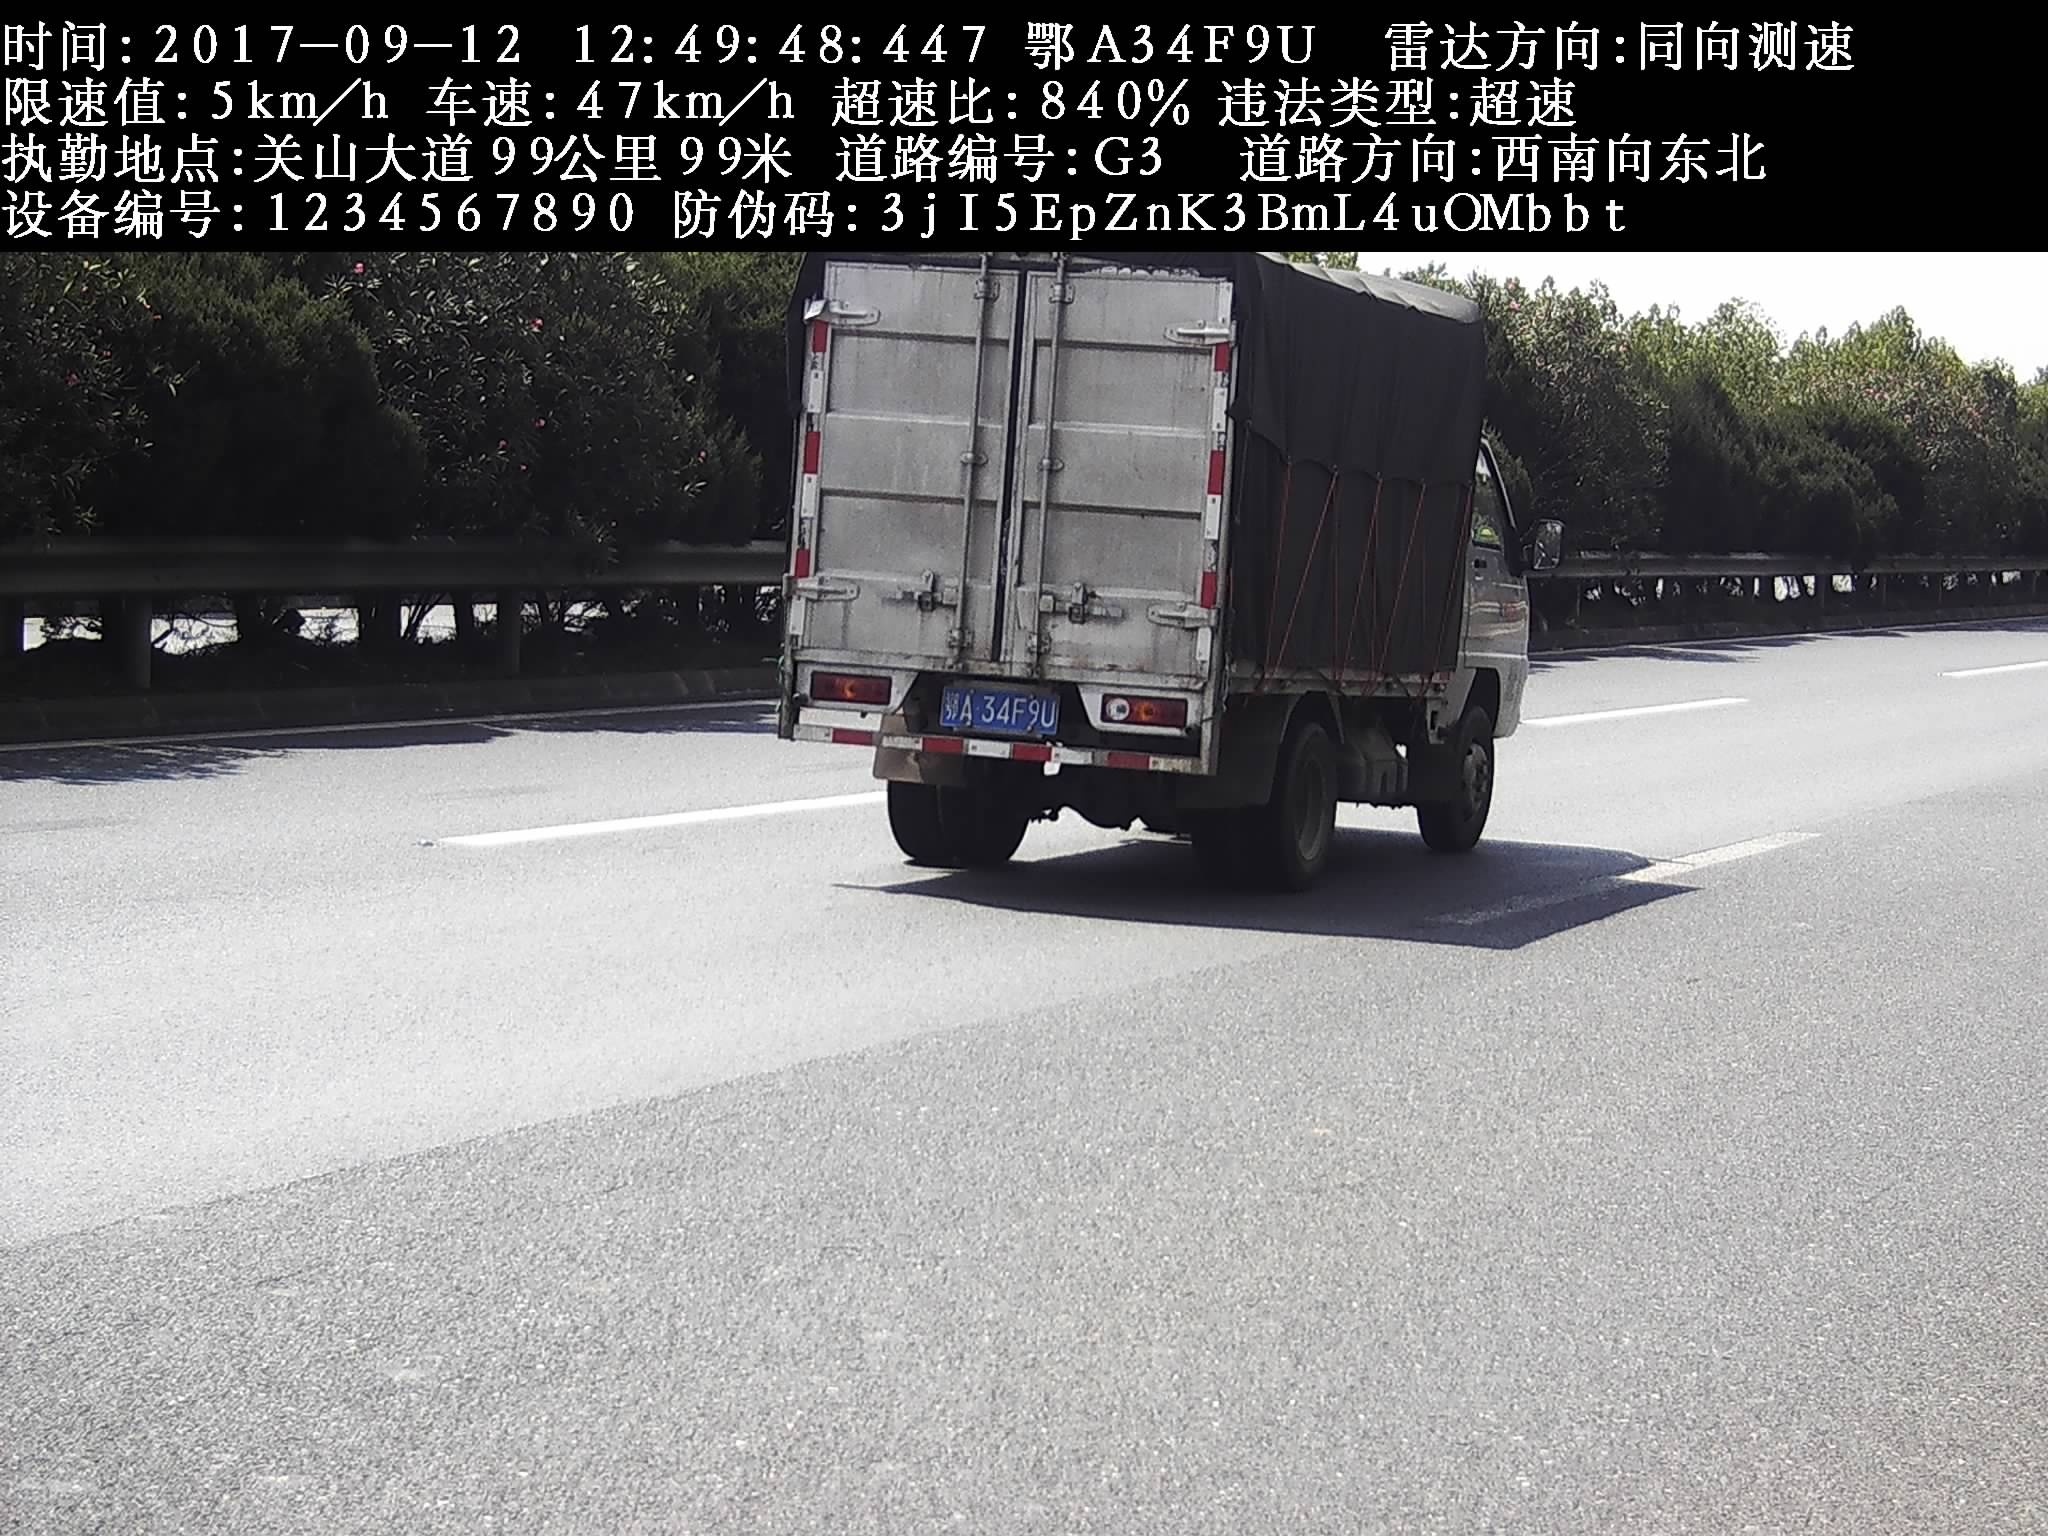 时间:2017-09-12 12:49:48:447 鄂A34F9U 雷达方向:同向测速
限速值:5km/h 车速:47km/h 超速比:840% 违法类型:超速
执勤地点:关山大道99公里99米 道路编号:G3 道路方向:西南向东北
设备编号:1234567890 防伪码:3jI5EpZnK3BmL4uOMbbt
鄂A·34F9U